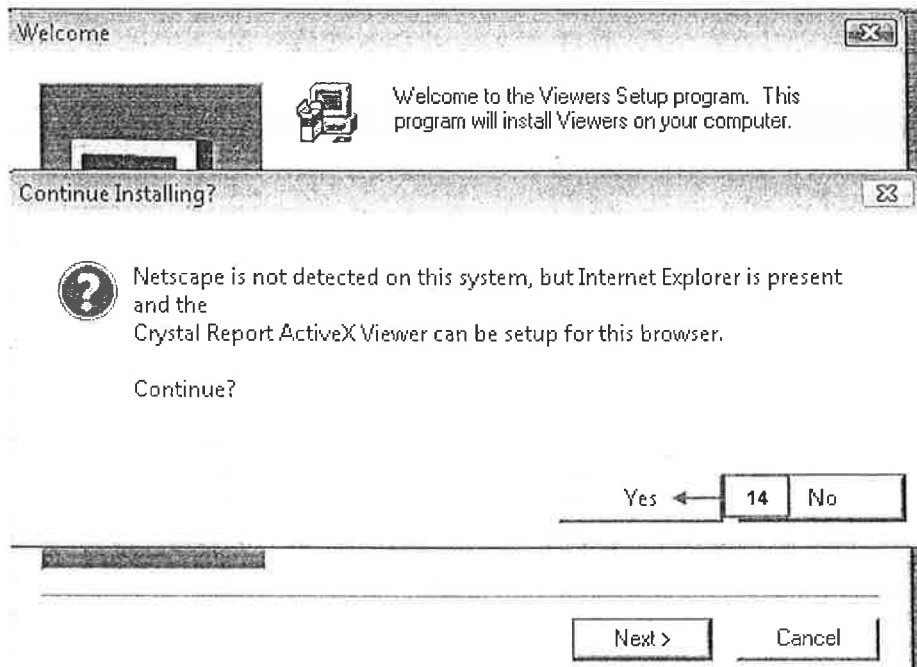 Welcome
Welcome to the Viewers Setup program.  This
program will install Viewers on your computer.
Continue Installing?
Netscape is not detected on this system, but Internet Explorer is present
and the
Crystal Report ActiveX Viewer can be setup for this browser.
Continue?
Yes 14 No
Next > Cancel